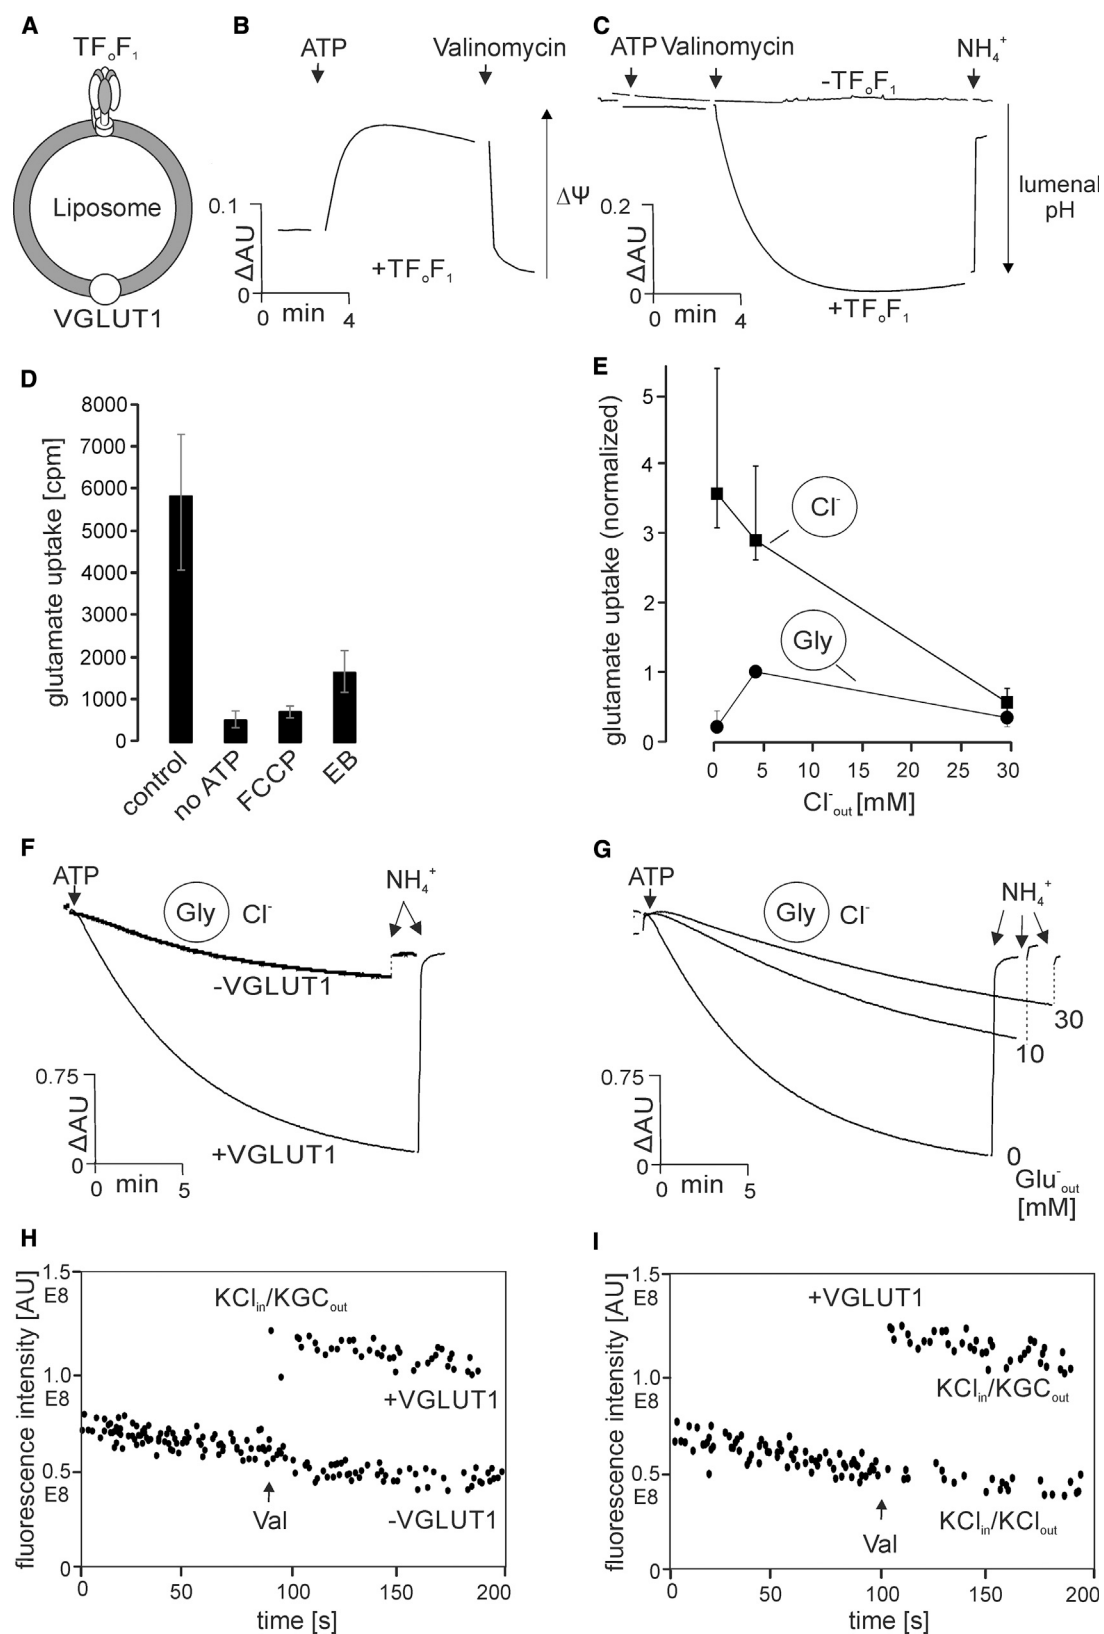 A
TFₒF₁
Liposome
VGLUT1
B
ATP
Valinomycin
0.1
ΔAU
0
0 min 4
+TFₒF₁
ΔΨ
C
ATP Valinomycin
NH₄⁺
-TFₒF₁
0.2
ΔAU
0
0 min 4
+TFₒF₁
lumenal
pH
D
glutamate uptake [cpm]
8000
7000
6000
5000
4000
3000
2000
1000
0
control
no ATP
FCCP
EB
E
glutamate uptake (normalized)
5
4
3
2
1
0
Cl⁻
Gly
0 5 10 15 20 25 30
Cl⁻out [mM]
F
ATP
Gly Cl⁻
NH₄⁺
-VGLUT1
0.75
ΔAU
0
0 min 5
+VGLUT1
G
ATP
Gly Cl⁻
NH₄⁺
30
10
0
0.75
ΔAU
0
0 min 5
Glu⁻out
[mM]
H
fluorescence intensity [AU]
1.5
E8
1.0
E8
0.5
E8
0
KClin/KGCout
+VGLUT1
Val
-VGLUT1
0 50 100 150 200
time [s]
I
fluorescence intensity [AU]
1.5
E8
1.0
E8
0.5
E8
0
+VGLUT1
KClin/KGCout
Val
KClin/KClout
0 50 100 150 200
time [s]